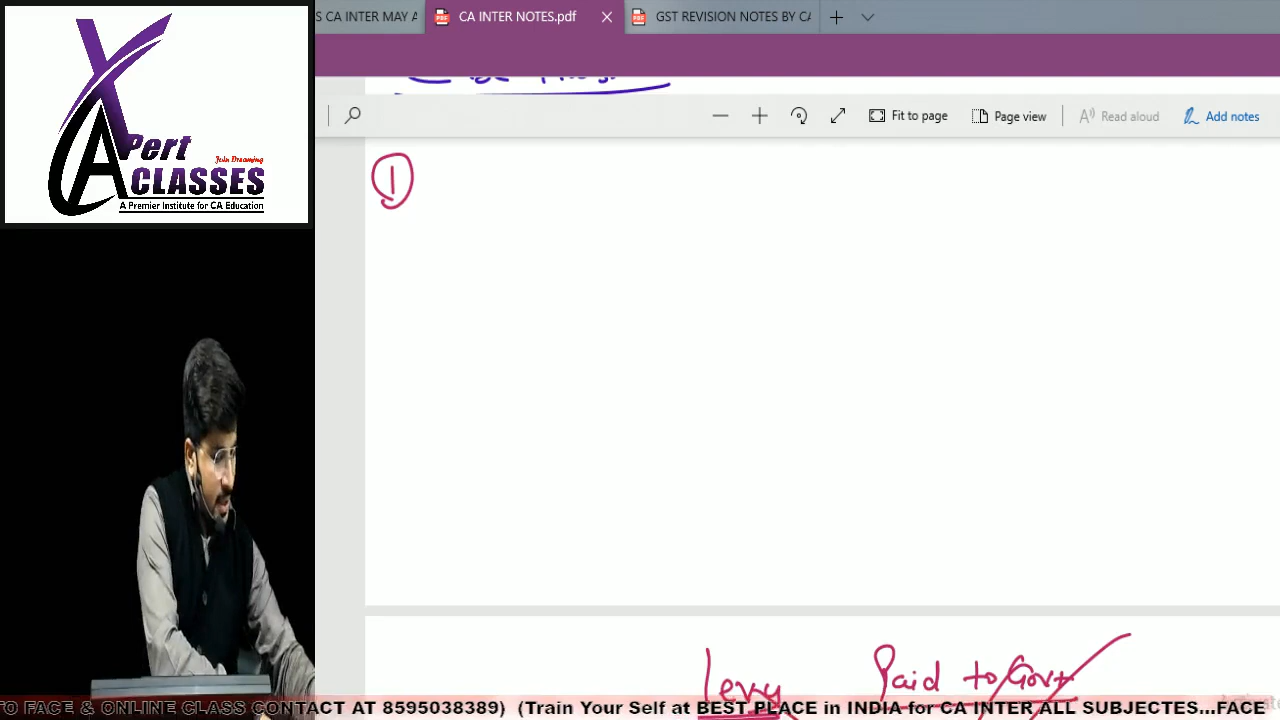 S CA INTER MAY A
CA INTER NOTES.pdf
GST REVISION NOTES BY CA
Fit to page
Page view
Read aloud
Add notes
Pert
Join Dreaming
CLASSES
A Premier Institute for CA Education
1
Levy Paid to Govt
TO FACE & ONLINE CLASS CONTACT AT 8595038389) (Train Your Self at BEST PLACE in INDIA for CA INTER ALL SUBJECTES...FACE